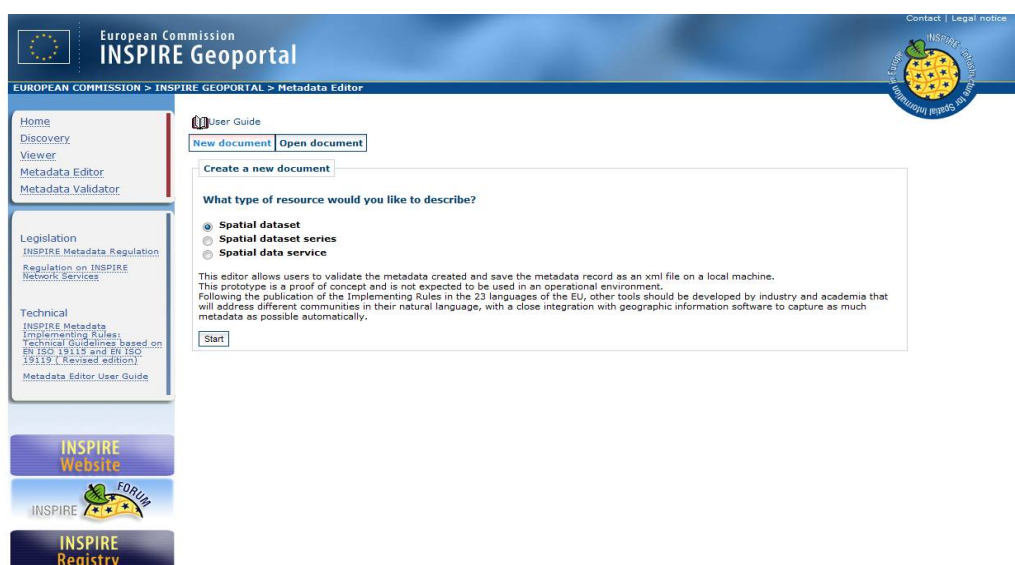 Contact | Legal notice
European Commission
INSPIRE Geoportal
EUROPEAN COMMISSION > INSPIRE GEOPORTAL > Metadata Editor
INSPIRE - Infrastructure for Spatial Information in Europe
Home
Discovery
Viewer
Metadata Editor
Metadata Validator
Legislation
INSPIRE Metadata Regulation
Regulation on INSPIRE
Network Services
Technical
INSPIRE Metadata
Implementing Rules:
Technical Guidelines based on
EN ISO 19115 and EN ISO
19119 ( Revised edition)
Metadata Editor User Guide
INSPIRE
Website
INSPIRE FORUM
INSPIRE
Registry
User Guide
New document Open document
Create a new document
What type of resource would you like to describe?
Spatial dataset
Spatial dataset series
Spatial data service
This editor allows users to validate the metadata created and save the metadata record as an xml file on a local machine.
This prototype is a proof of concept and is not expected to be used in an operational environment.
Following the publication of the Implementing Rules in the 23 languages of the EU, other tools should be developed by industry and academia that
will address different communities in their natural language, with a close integration with geographic information software to capture as much
metadata as possible automatically.
Start